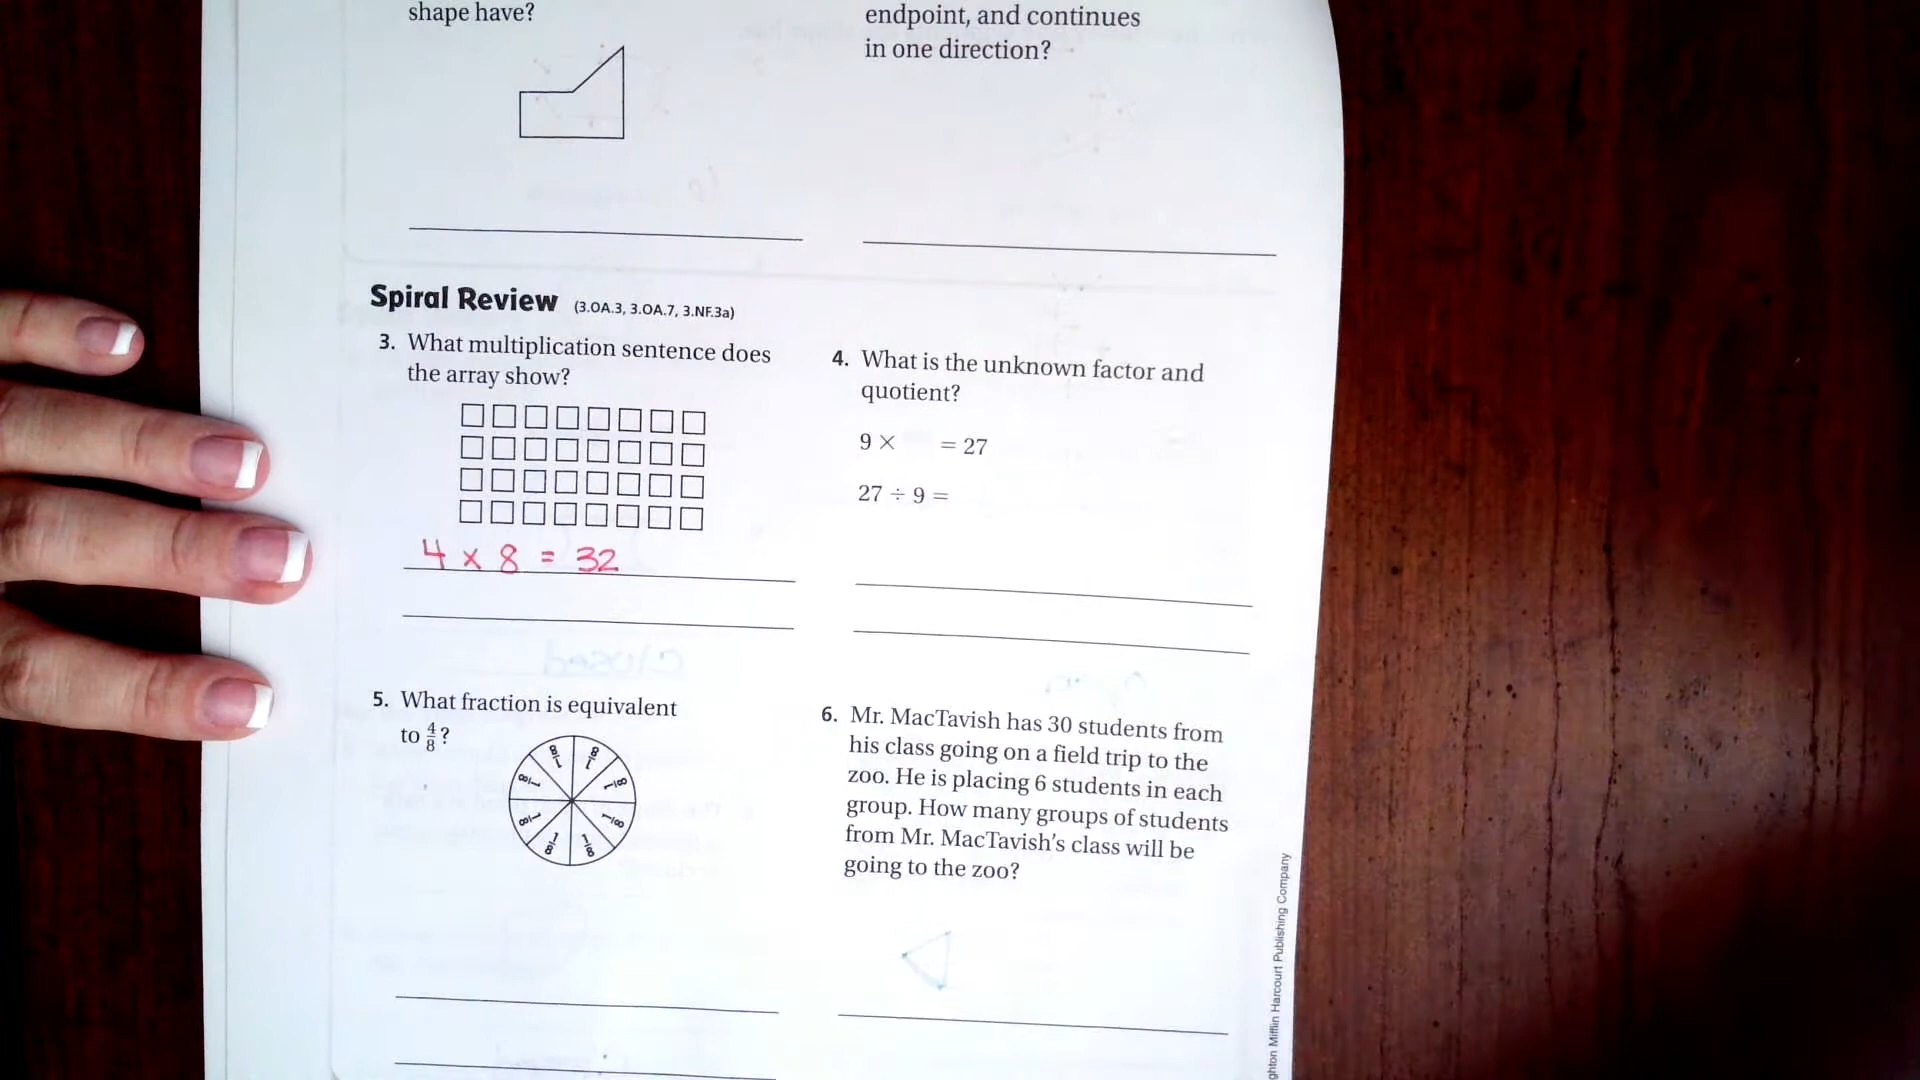 shape have?
endpoint, and continues
in one direction?
Spiral Review (3.OA.3, 3.OA.7, 3.NF.3a)
3. What multiplication sentence does
the array show?
4 x 8 = 32
4. What is the unknown factor and
quotient?
9 × = 27
27 ÷ 9 =
5. What fraction is equivalent
to 4/8?
1/8
1/8
1/8
1/8
1/8
1/8
1/8
1/8
6. Mr. MacTavish has 30 students from
his class going on a field trip to the
zoo. He is placing 6 students in each
group. How many groups of students
from Mr. MacTavish's class will be
going to the zoo?
ghton Mifflin Harcourt Publishing Company